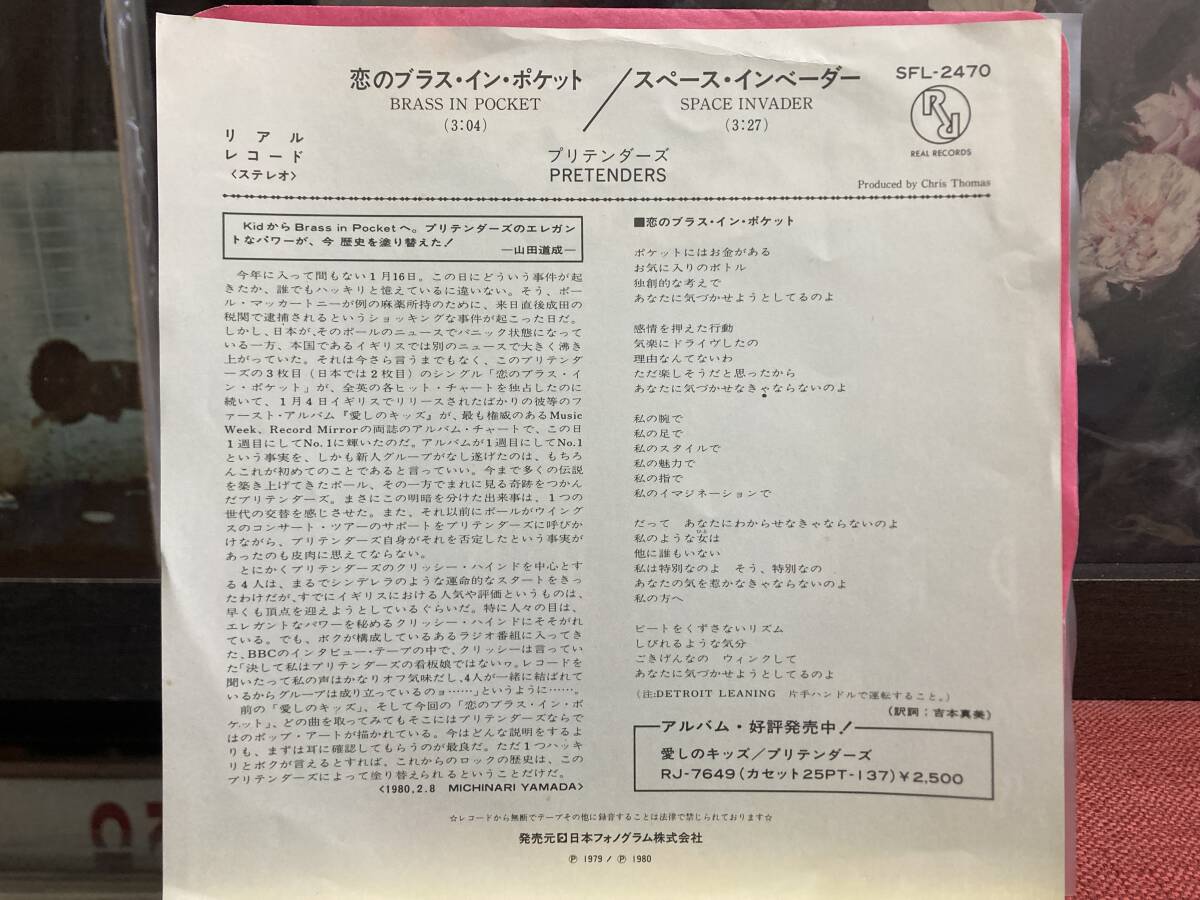 恋のブラス・イン・ポケット／スペース・インベーダー
BRASS IN POCKET
(3:04)
SPACE INVADER
(3:27)
SFL-2470
RR
REAL RECORDS
リアル
レコード
〈ステレオ〉
プリテンダーズ
PRETENDERS
Produced by Chris Thomas
KidからBrass in Pocketへ。プリテンダーズのエレガン
トなパワーが、今 歴史を塗り替えた！
—山田道成—
今年に入って間もない1月16日。この日にどういう事件が起
きたか、誰でもハッキリと憶えているに違いない。そう、ポー
ル・マッカートニーが例の麻薬所持のために、来日直後成田の
税関で逮捕されるというショッキングな事件が起こった日だ。
しかし、日本が、そのポールのニュースでパニック状態になって
いる一方、本国であるイギリスでは別のニュースで大きく沸き
上がっていた。それは今さら言うまでもなく、このプリテンダ
ーズの3枚目（日本では2枚目）のシングル「恋のブラス・イ
ン・ポケット」が、全英の各ヒット・チャートを独占したのに
続いて、1月4日イギリスでリリースされたばかりの彼等のフ
ァースト・アルバム『愛しのキッズ』が、最も権威のあるMusic
Week、Record Mirrorの両誌のアルバム・チャートで、この日
1週目にしてNo.1に輝いたのだ。アルバムが1週目にしてNo.1
という事実を、しかも新人グループがなし遂げたのは、もちろ
んこれが初めてのことであると言っていい。今まで多くの伝説
を築き上げてきたポール、その一方でまれに見る奇跡をつかん
だプリテンダーズ。まさにこの明暗を分けた出来事は、1つの
世代の交替を感じさせた。また、それ以前にポールがウイング
スのコンサート・ツアーのサポートをプリテンダーズに呼びか
けながら、プリテンダーズ自身がそれを否定したという事実が
あったのも皮肉に思えてならない。
とにかくプリテンダーズのクリッシー・ハインドを中心とす
る4人は、まるでシンデレラのような運命的なスタートをきっ
たわけだが、すでにイギリスにおける人気や評価というものは、
早くも頂点を迎えようとしているぐらいだ。特に人々の目は、
エレガントなパワーを秘めるクリッシー・ハインドにそそがれ
ている。でも、ボクが構成しているあるラジオ番組に入ってき
た、BBCのインタビュー・テープの中で、クリッシーは言ってい
た「決して私はプリテンダーズの看板娘ではないヮ。レコードを
聞いたって私の声はかなりオフ気味だし、4人が一緒に結ばれて
いるからグループは成り立っているのョ……」というように……。
前の「愛しのキッズ」、そして今回の「恋のブラス・イン・ポ
ケット」、どの曲を取ってみてもそこにはプリテンダーズならで
はのポップ・アートが描かれている。今はどんな説明をするよ
りも、まずは耳に確認してもらうのが最良だ。ただ1つハッキ
リとボクが言えるとすれば、これからのロックの歴史は、この
プリテンダーズによって塗り替えられるということだけだ。
〈1980,2.8 MICHINARI YAMADA〉
■恋のブラス・イン・ポケット
ポケットにはお金がある
お気に入りのボトル
独創的な考えで
あなたに気づかせようとしてるのよ
感情を押えた行動
気楽にドライヴしたの
理由なんてないわ
ただ楽しそうだと思ったから
あなたに気づかせなきゃならないのよ
私の腕で
私の足で
私のスタイルで
私の魅力で
私の指で
私のイマジネーションで
だって あなたにわからせなきゃならないのよ
私のような女(ひと)は
他に誰もいない
私は特別なのよ そう、特別なの
あなたの気を惹かなきゃならないのよ
私の方へ
ビートをくずさないリズム
しびれるような気分
ごきげんなの ウィンクして
あなたに気づかせようとしてるのよ
（注:DETROIT LEANING 片手ハンドルで運転すること。）
（訳詞；吉本真美）
アルバム・好評発売中！
愛しのキッズ／プリテンダーズ
RJ-7649（カセット25PT-137）¥2,500
☆レコードから無断でテープその他に録音することは法律で禁じられております☆
発売元 日本フォノグラム株式会社
Ⓟ 1979 / Ⓟ 1980